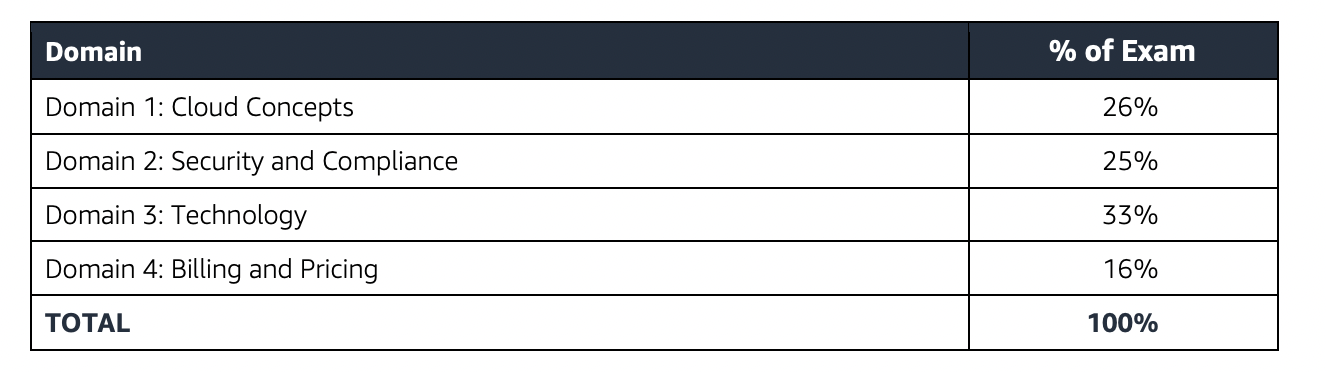 Domain % of Exam
Domain 1: Cloud Concepts 26%
Domain 2: Security and Compliance 25%
Domain 3: Technology 33%
Domain 4: Billing and Pricing 16%
TOTAL 100%